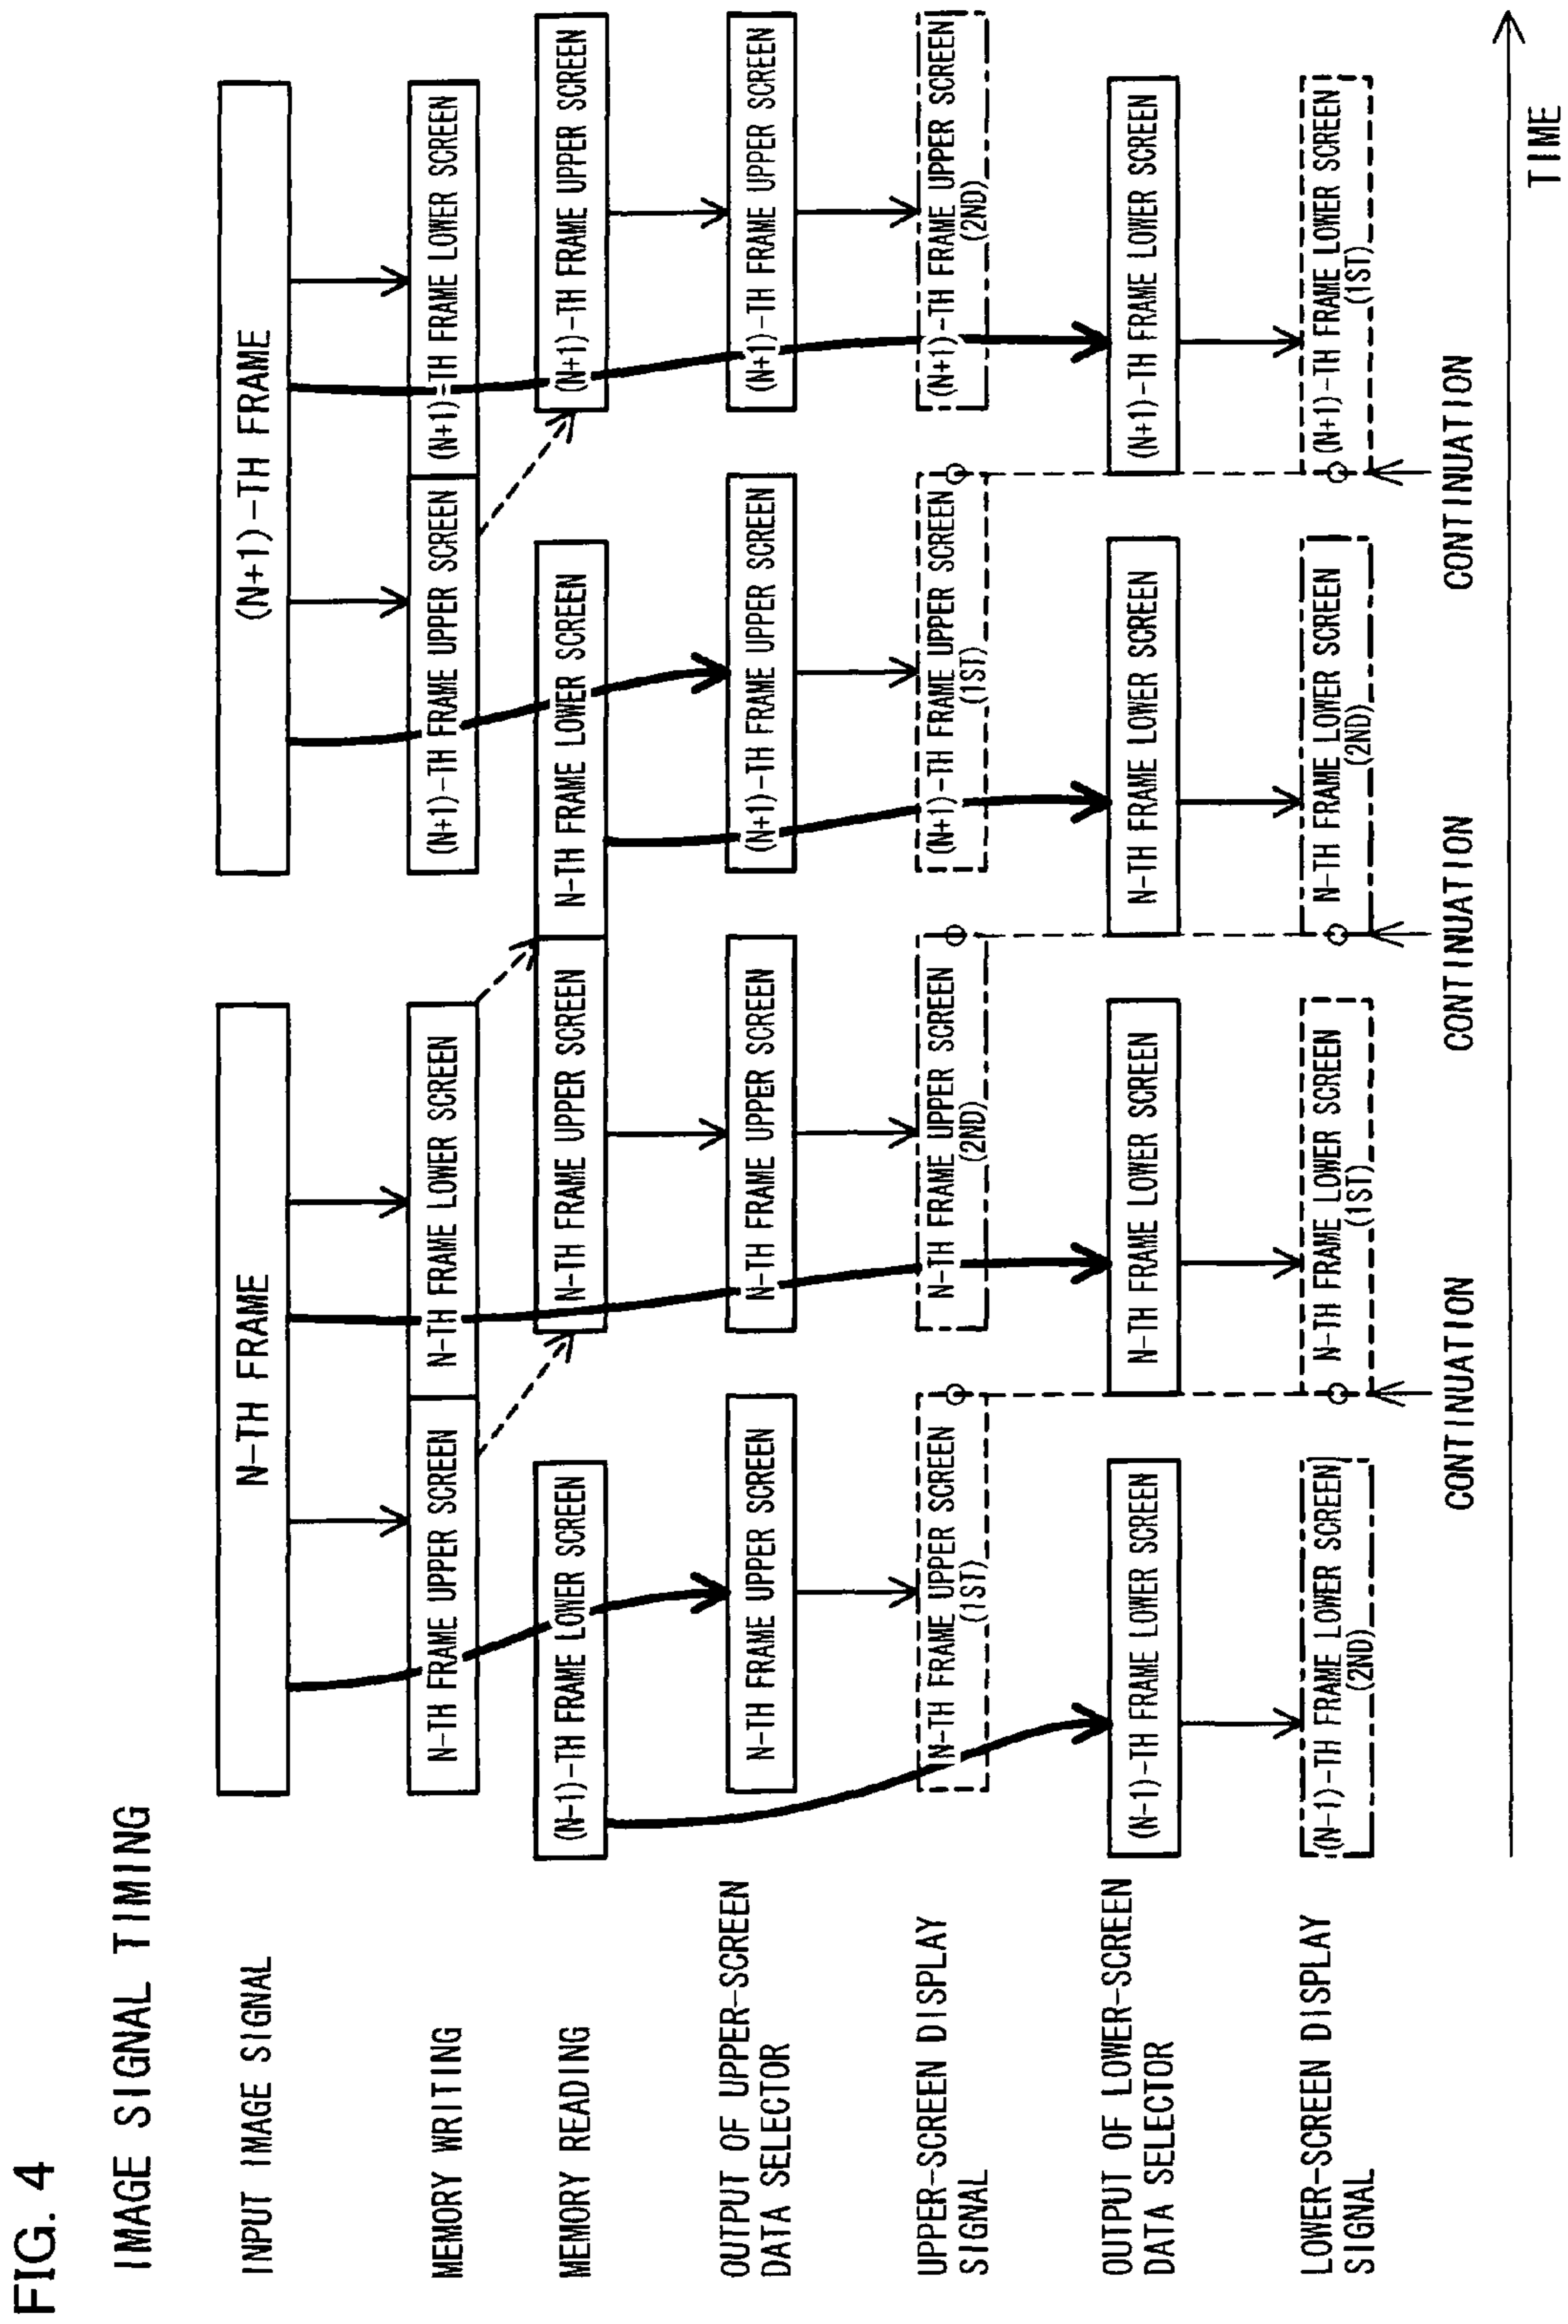 FIG. 4
IMAGE SIGNAL TIMING
INPUT IMAGE SIGNAL
N-TH FRAME
(N+1)-TH FRAME
MEMORY WRITING
N-TH FRAME UPPER SCREEN
N-TH FRAME LOWER SCREEN
(N+1)-TH FRAME UPPER SCREEN
(N+1)-TH FRAME LOWER SCREEN
MEMORY READING
(N-1)-TH FRAME LOWER SCREEN
N-TH FRAME UPPER SCREEN
N-TH FRAME LOWER SCREEN
(N+1)-TH FRAME UPPER SCREEN
OUTPUT OF UPPER-SCREEN
DATA SELECTOR
N-TH FRAME UPPER SCREEN
N-TH FRAME UPPER SCREEN
(N+1)-TH FRAME UPPER SCREEN
(N+1)-TH FRAME UPPER SCREEN
UPPER-SCREEN DISPLAY
SIGNAL
N-TH FRAME UPPER SCREEN
(1ST)
N-TH FRAME UPPER SCREEN
(2ND)
(N+1)-TH FRAME UPPER SCREEN
(1ST)
(N+1)-TH FRAME UPPER SCREEN
(2ND)
OUTPUT OF LOWER-SCREEN
DATA SELECTOR
(N-1)-TH FRAME LOWER SCREEN
N-TH FRAME LOWER SCREEN
N-TH FRAME LOWER SCREEN
(N+1)-TH FRAME LOWER SCREEN
LOWER-SCREEN DISPLAY
SIGNAL
(N-1)-TH FRAME LOWER SCREEN
(2ND)
N-TH FRAME LOWER SCREEN
(1ST)
N-TH FRAME LOWER SCREEN
(2ND)
(N+1)-TH FRAME LOWER SCREEN
(1ST)
CONTINUATION
CONTINUATION
CONTINUATION
TIME